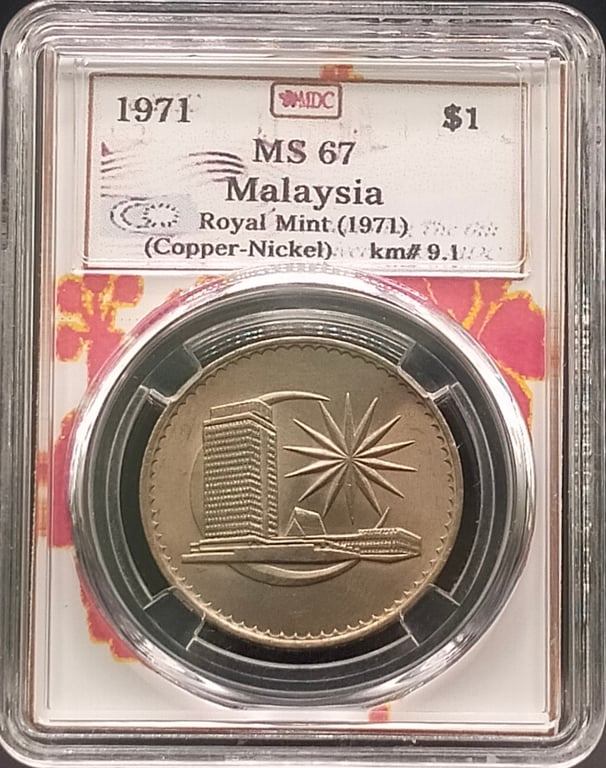 MDC
1971 $1
MS 67
Malaysia
Royal Mint (1971)
(Copper-Nickel) km# 9.1